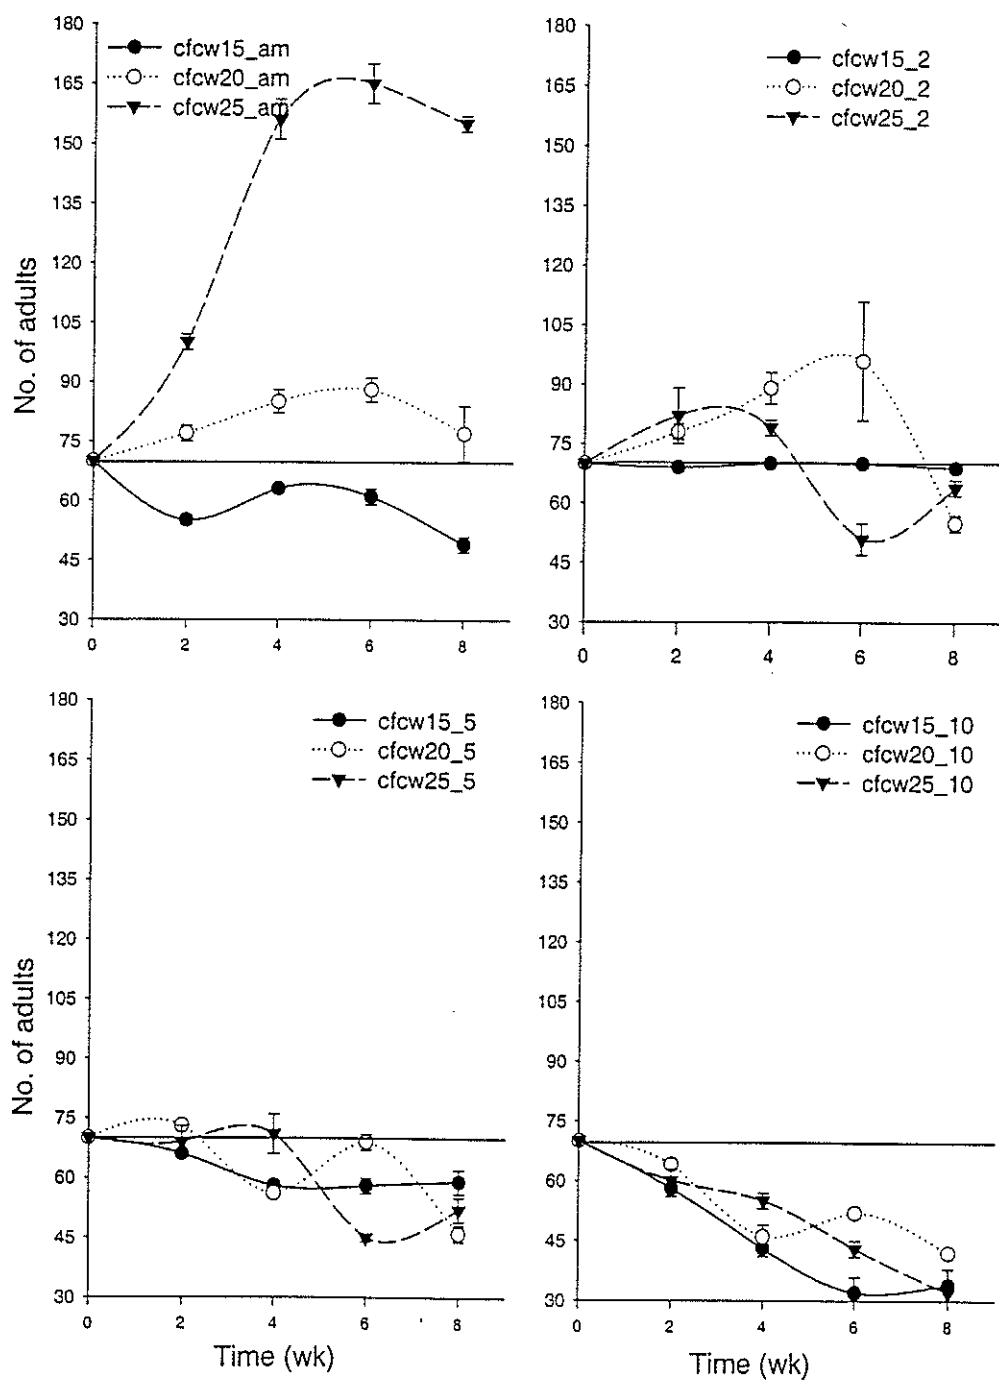 180
165
150
135
120
105
90
75
60
45
30
No. of adults
cfcw15_am
cfcw20_am
cfcw25_am
0 2 4 6 8
180
165
150
135
120
105
90
75
60
45
30
cfcw15_2
cfcw20_2
cfcw25_2
0 2 4 6 8
180
165
150
135
120
105
90
75
60
45
30
No. of adults
cfcw15_5
cfcw20_5
cfcw25_5
0 2 4 6 8
Time (wk)
180
165
150
135
120
105
90
75
60
45
30
cfcw15_10
cfcw20_10
cfcw25_10
0 2 4 6 8
Time (wk)